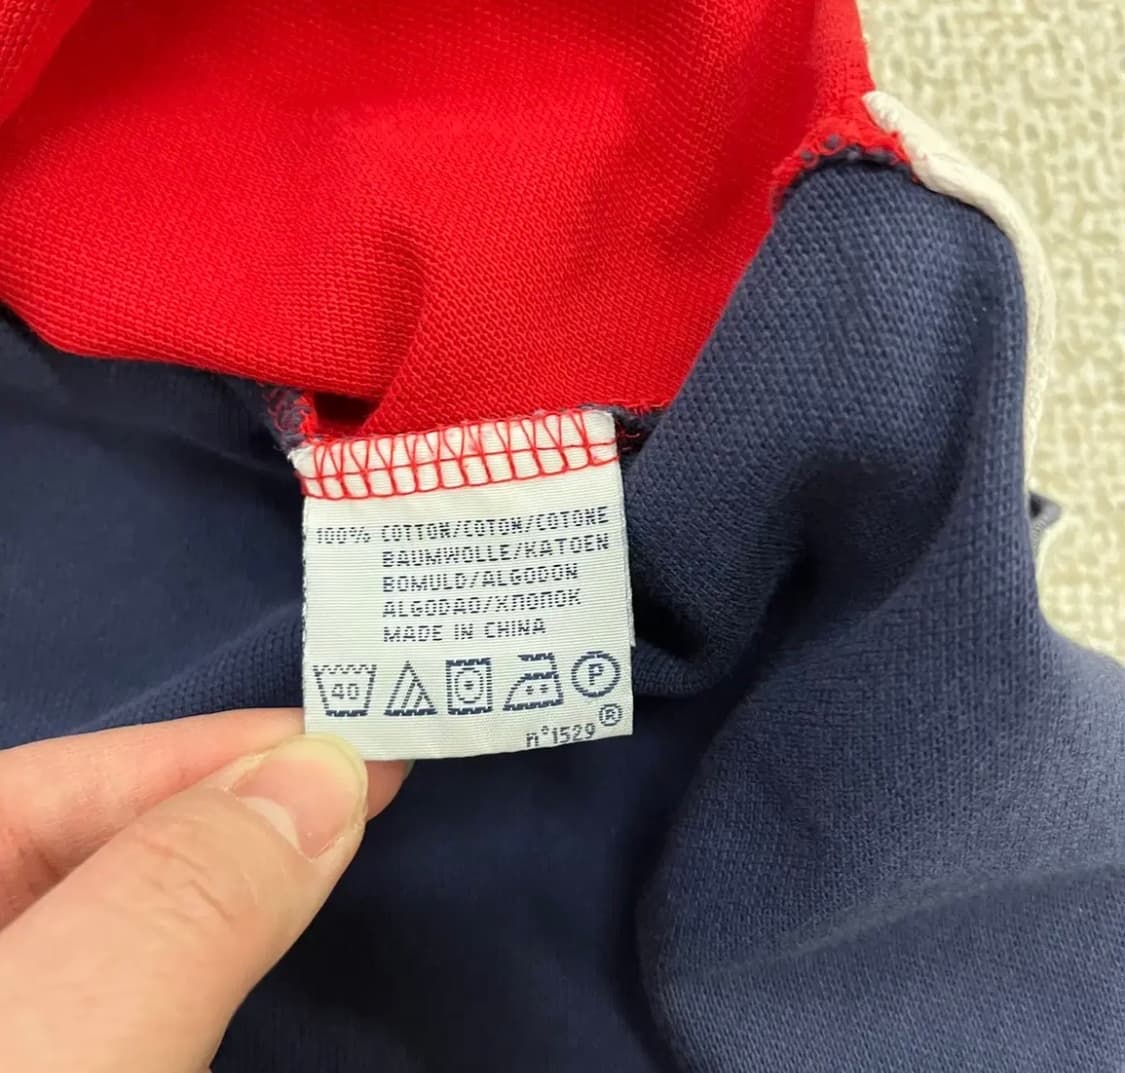 100% COTTON/COTON/COTONE
BAUMWOLLE/KATOEN
BOMULD/ALGODON
ALGODAO/ХЛОПОК
MADE IN CHINA
40 P
®
n°1529